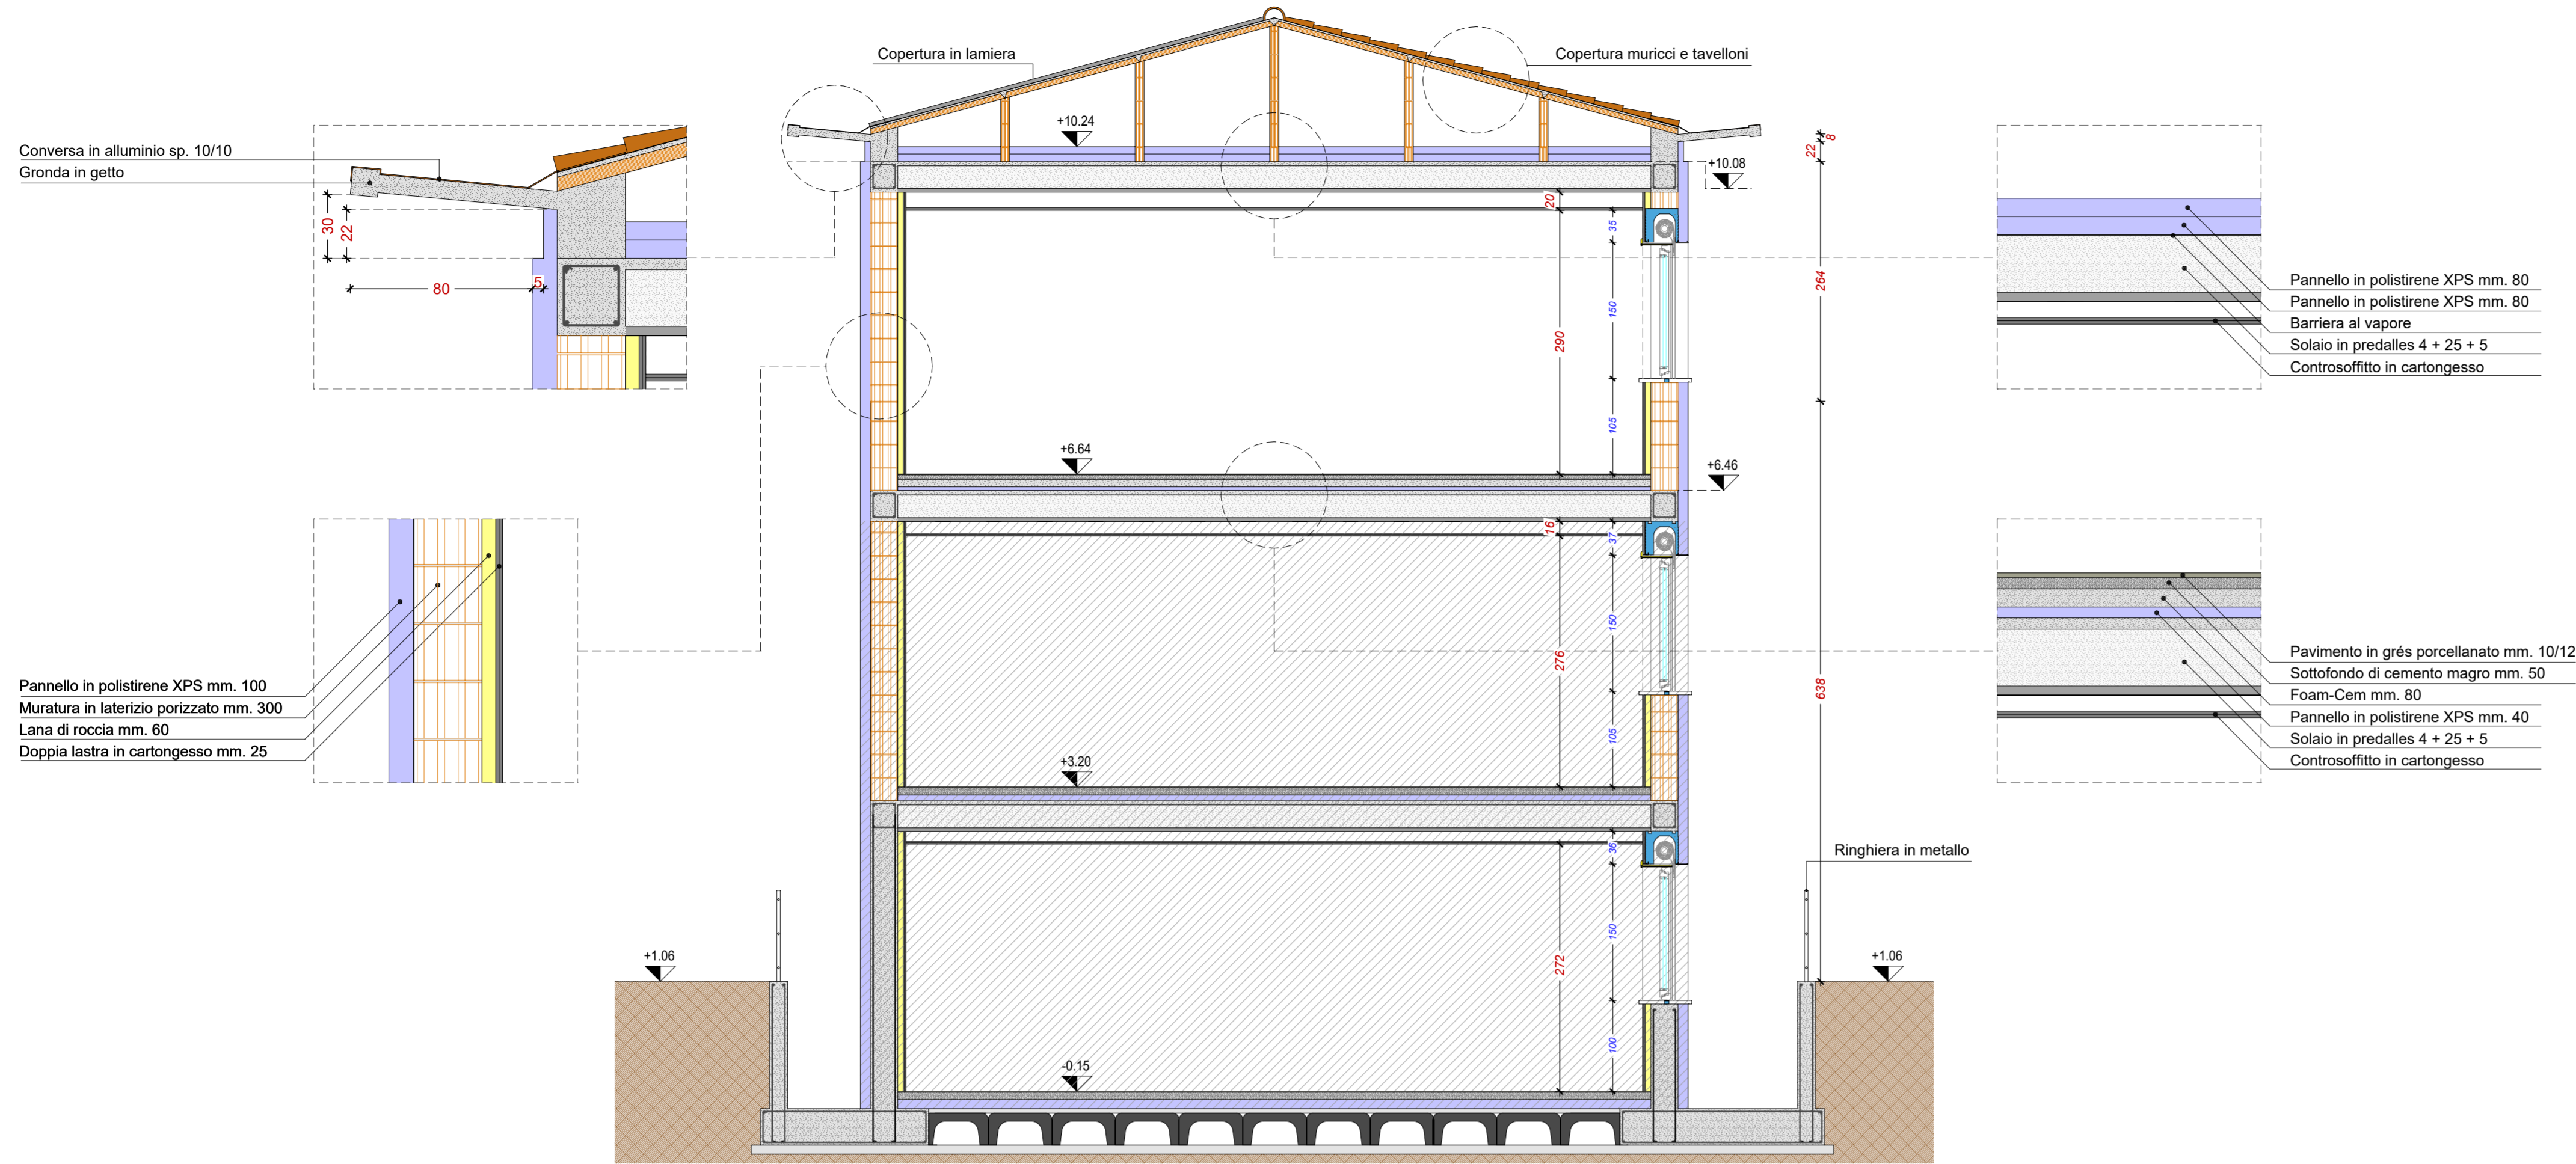 Copertura in lamiera
Copertura muricci e tavelloni
+10.24
+10.08
8
22
264
638
Conversa in alluminio sp. 10/10
Gronda in getto
30
22
80
5
Pannello in polistirene XPS mm. 80
Pannello in polistirene XPS mm. 80
Barriera al vapore
Solaio in predalles 4 + 25 + 5
Controsoffitto in cartongesso
20
35
150
290
105
+6.64
+6.46
16
37
150
276
105
+3.20
Pannello in polistirene XPS mm. 100
Muratura in laterizio porizzato mm. 300
Lana di roccia mm. 60
Doppia lastra in cartongesso mm. 25
Pavimento in grés porcellanato mm. 10/12
Sottofondo di cemento magro mm. 50
Foam-Cem mm. 80
Pannello in polistirene XPS mm. 40
Solaio in predalles 4 + 25 + 5
Controsoffitto in cartongesso
36
150
272
100
Ringhiera in metallo
+1.06
+1.06
-0.15